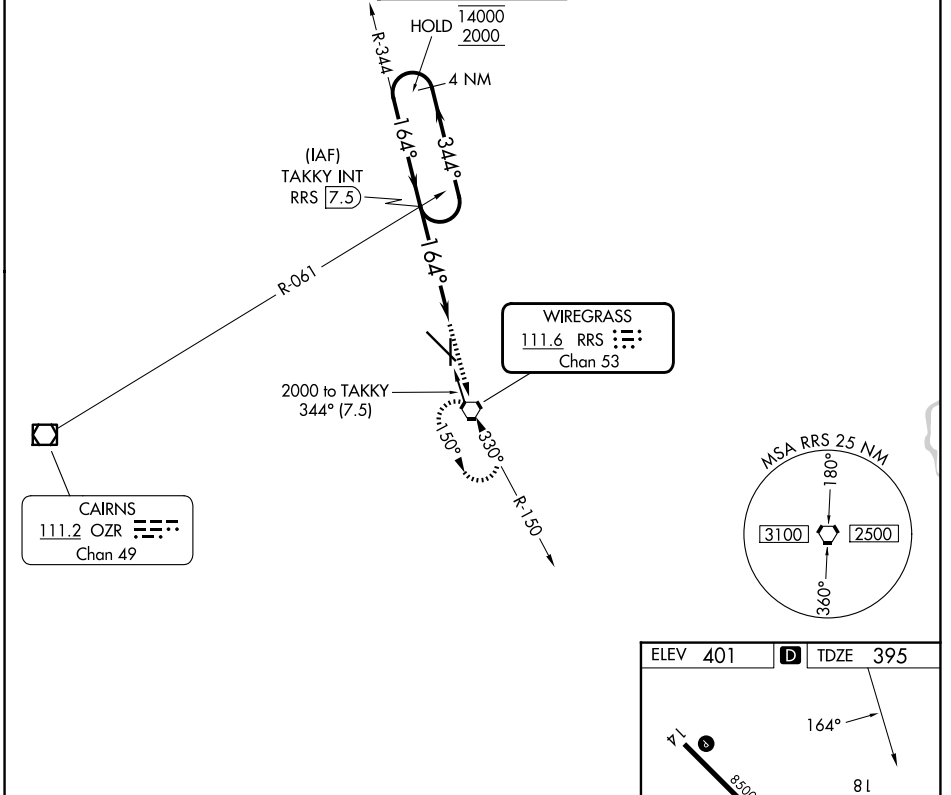 14000
HOLD 2000
R-344
4 NM
164°
344°
(IAF)
TAKKY INT
RRS 7.5
164°
R-061
WIREGRASS
111.6 RRS
Chan 53
2000 to TAKKY
344° (7.5)
150°
330°
R-150
CAIRNS
111.2 OZR
Chan 49
MSA RRS 25 NM
180°
3100
2500
360°
ELEV 401 D TDZE 395
164°
14
P
8500
18